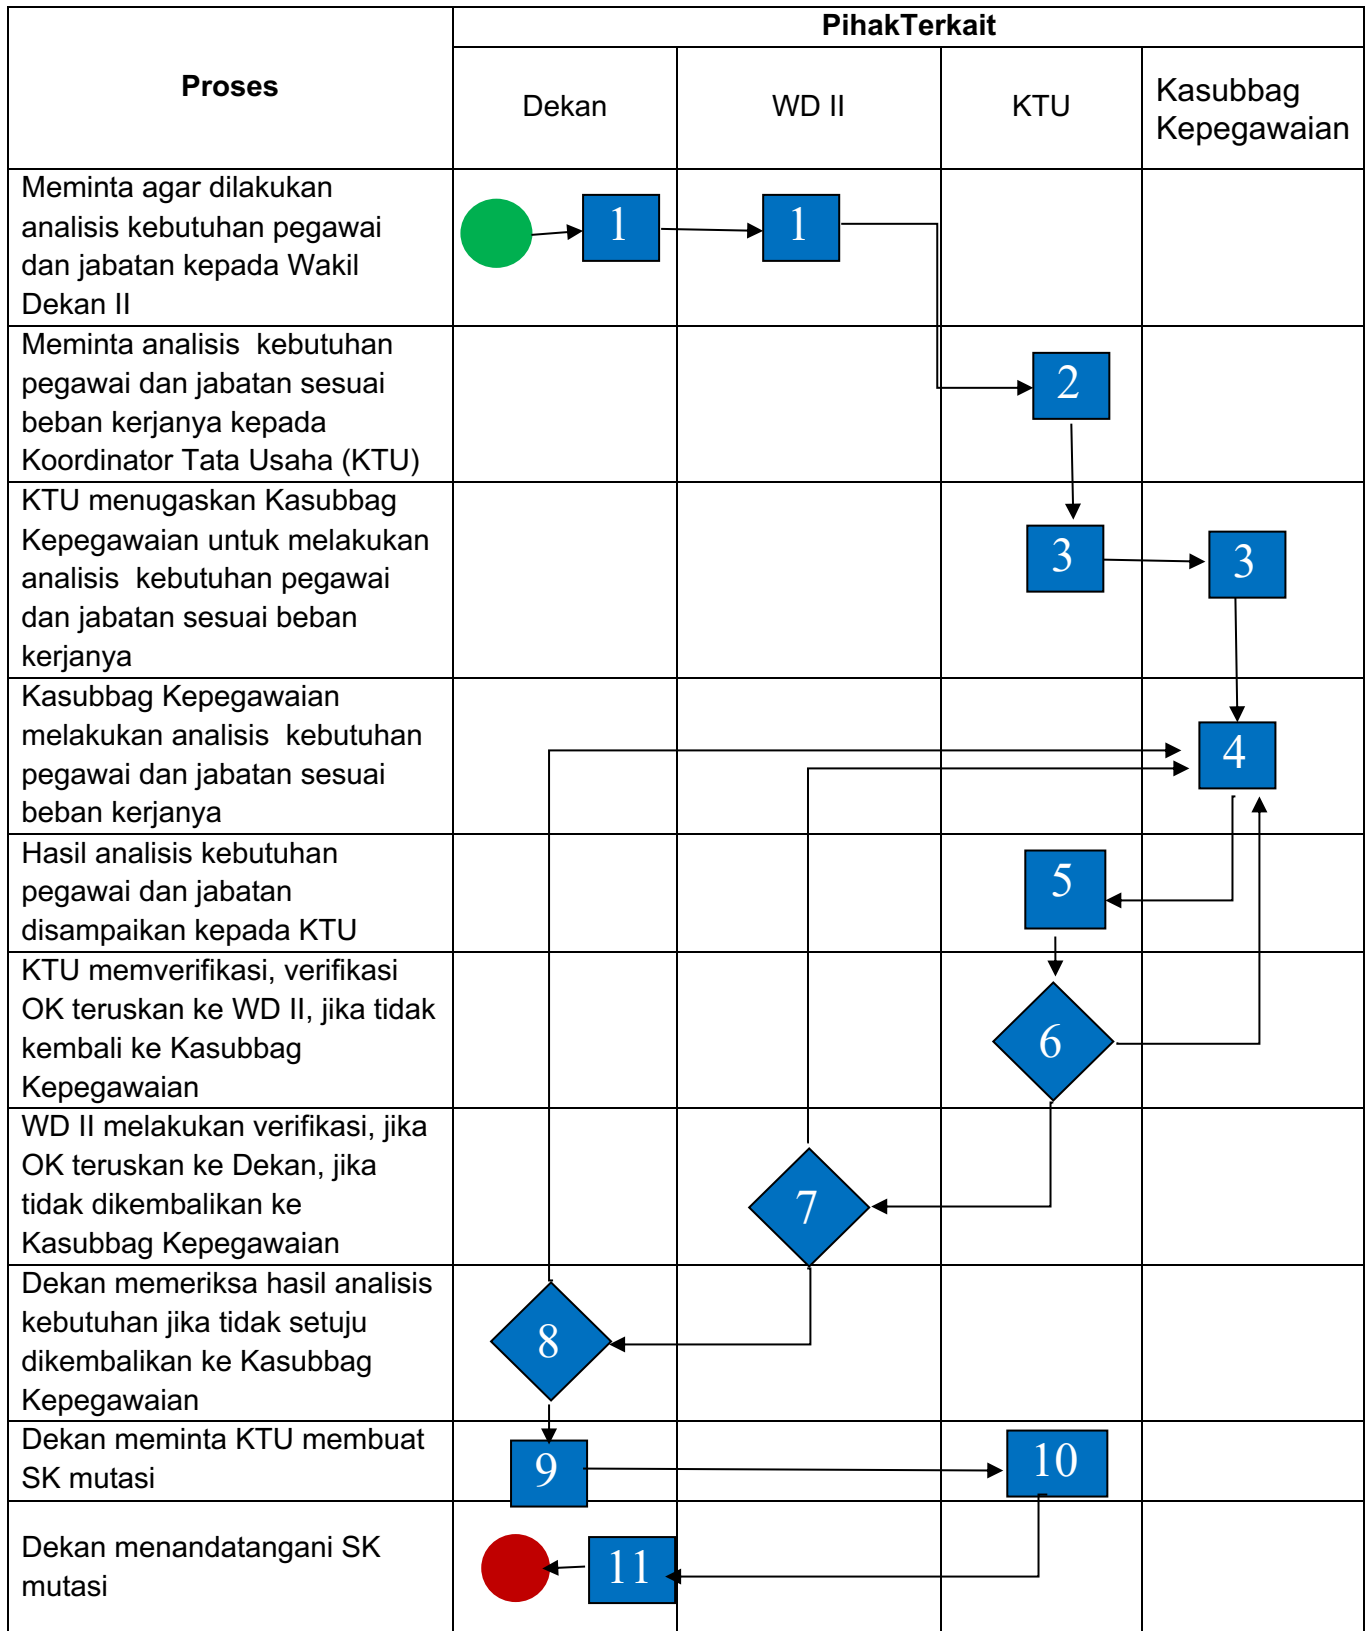 PihakTerkait
Proses
Dekan
WD II
KTU
Kasubbag
Kepegawaian
Meminta agar dilakukan
analisis kebutuhan pegawai
dan jabatan kepada Wakil
Dekan II
1
1
Meminta analisis kebutuhan
pegawai dan jabatan sesuai
beban kerjanya kepada
Koordinator Tata Usaha (KTU)
2
KTU menugaskan Kasubbag
Kepegawaian untuk melakukan
analisis kebutuhan pegawai
dan jabatan sesuai beban
kerjanya
3
3
Kasubbag Kepegawaian
melakukan analisis kebutuhan
pegawai dan jabatan sesuai
beban kerjanya
4
Hasil analisis kebutuhan
pegawai dan jabatan
disampaikan kepada KTU
5
KTU memverifikasi, verifikasi
OK teruskan ke WD II, jika tidak
kembali ke Kasubbag
Kepegawaian
6
WD II melakukan verifikasi, jika
OK teruskan ke Dekan, jika
tidak dikembalikan ke
Kasubbag Kepegawaian
7
Dekan memeriksa hasil analisis
kebutuhan jika tidak setuju
dikembalikan ke Kasubbag
Kepegawaian
8
Dekan meminta KTU membuat
SK mutasi
9
10
Dekan menandatangani SK
mutasi
11